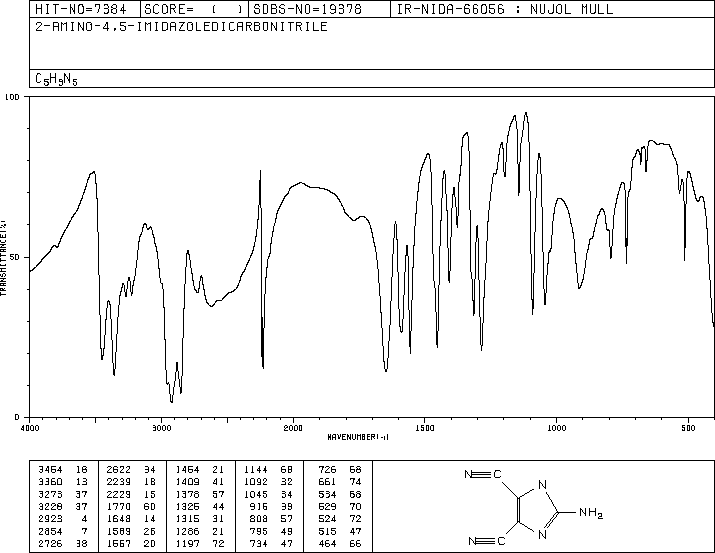 HIT-NO=7384 SCORE= ( ) SDBS-NO=19378 IR-NIDA-66056 : NUJOL MULL
2-AMINO-4,5-IMIDAZOLEDICARBONITRILE
C5H3N5
100
50
0
TRANSMITTANCE(%)
4000 3000 2000 1500 1000 500
WAVENUMBER(-1)
3454 18 2622 34 1454 21 1144 68 726 68
3360 13 2239 18 1409 41 1092 32 661 74
3273 37 2229 15 1378 57 1045 34 534 68
3228 37 1770 60 1325 44 916 39 529 70
2923 4 1648 14 1315 31 808 57 524 72
2854 7 1589 26 1286 21 795 49 515 47
2726 38 1557 20 1197 72 734 47 464 66
N≡C N
NH2
N≡C N